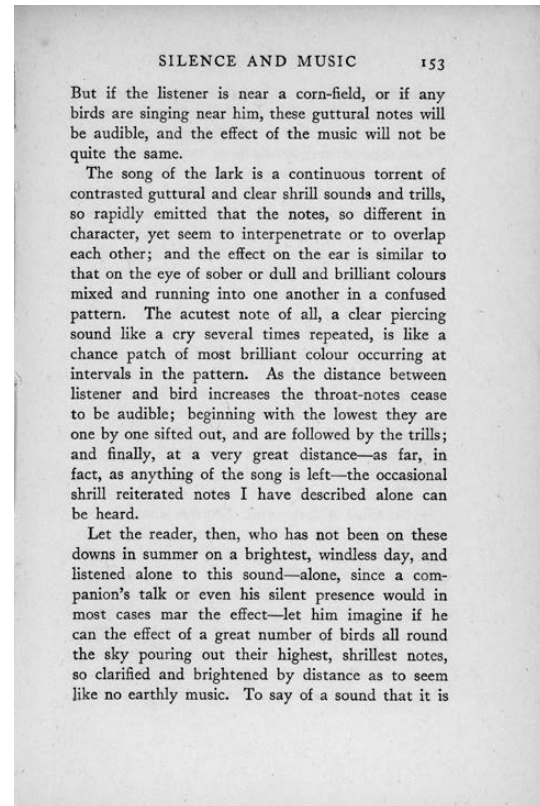 SILENCE AND MUSIC 153
But if the listener is near a corn-field, or if any
birds are singing near him, these guttural notes will
be audible, and the effect of the music will not be
quite the same.
The song of the lark is a continuous torrent of
contrasted guttural and clear shrill sounds and trills,
so rapidly emitted that the notes, so different in
character, yet seem to interpenetrate or to overlap
each other; and the effect on the ear is similar to
that on the eye of sober or dull and brilliant colours
mixed and running into one another in a confused
pattern. The acutest note of all, a clear piercing
sound like a cry several times repeated, is like a
chance patch of most brilliant colour occurring at
intervals in the pattern. As the distance between
listener and bird increases the throat-notes cease
to be audible; beginning with the lowest they are
one by one sifted out, and are followed by the trills;
and finally, at a very great distance—as far, in
fact, as anything of the song is left—the occasional
shrill reiterated notes I have described alone can
be heard.
Let the reader, then, who has not been on these
downs in summer on a brightest, windless day, and
listened alone to this sound—alone, since a com-
panion's talk or even his silent presence would in
most cases mar the effect—let him imagine if he
can the effect of a great number of birds all round
the sky pouring out their highest, shrillest notes,
so clarified and brightened by distance as to seem
like no earthly music. To say of a sound that it is